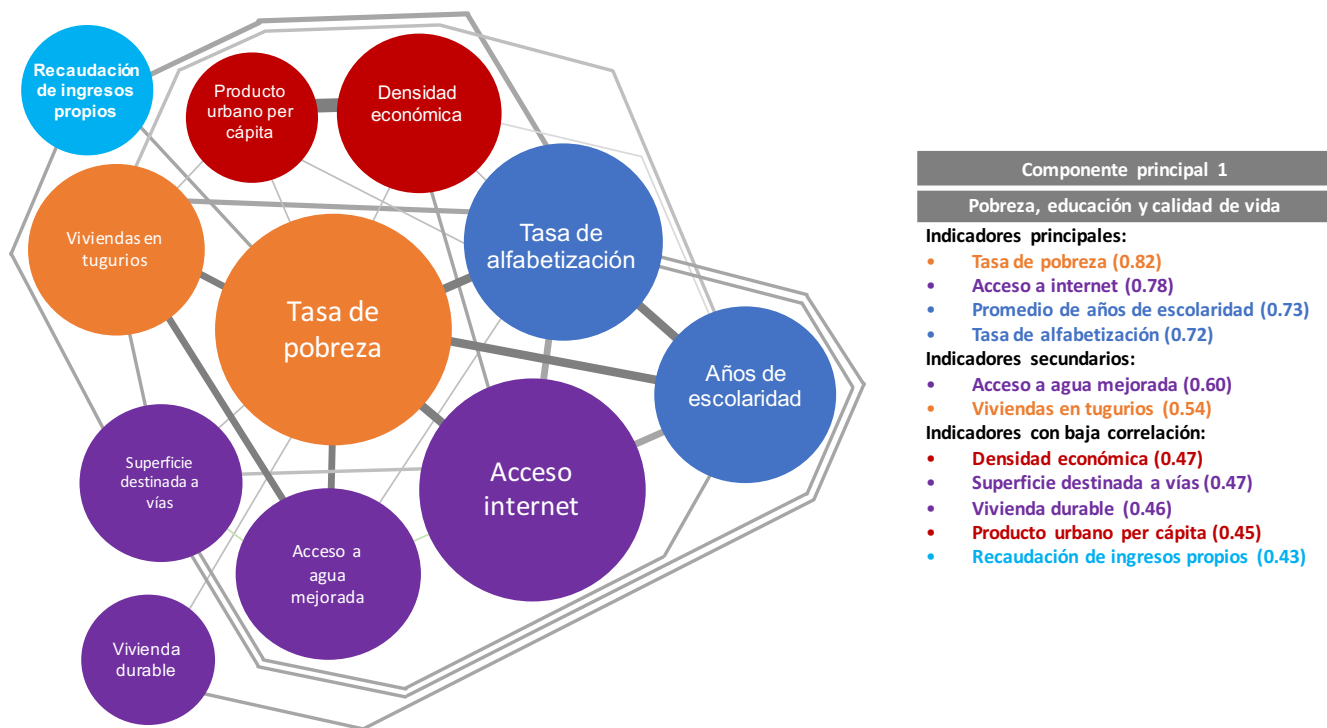 Recaudación
de ingresos
propios
Producto
urbano per
cápita
Densidad
económica
Viviendas en
tugurios
Tasa de
alfabetización
Tasa de
pobreza
Años de
escolaridad
Superficie
destinada a
vías
Acceso
internet
Acceso a
agua
mejorada
Vivienda
durable
Componente principal 1
Pobreza, educación y calidad de vida
Indicadores principales:
• Tasa de pobreza (0.82)
• Acceso a internet (0.78)
• Promedio de años de escolaridad (0.73)
• Tasa de alfabetización (0.72)
Indicadores secundarios:
• Acceso a agua mejorada (0.60)
• Viviendas en tugurios (0.54)
Indicadores con baja correlación:
• Densidad económica (0.47)
• Superficie destinada a vías (0.47)
• Vivienda durable (0.46)
• Producto urbano per cápita (0.45)
• Recaudación de ingresos propios (0.43)